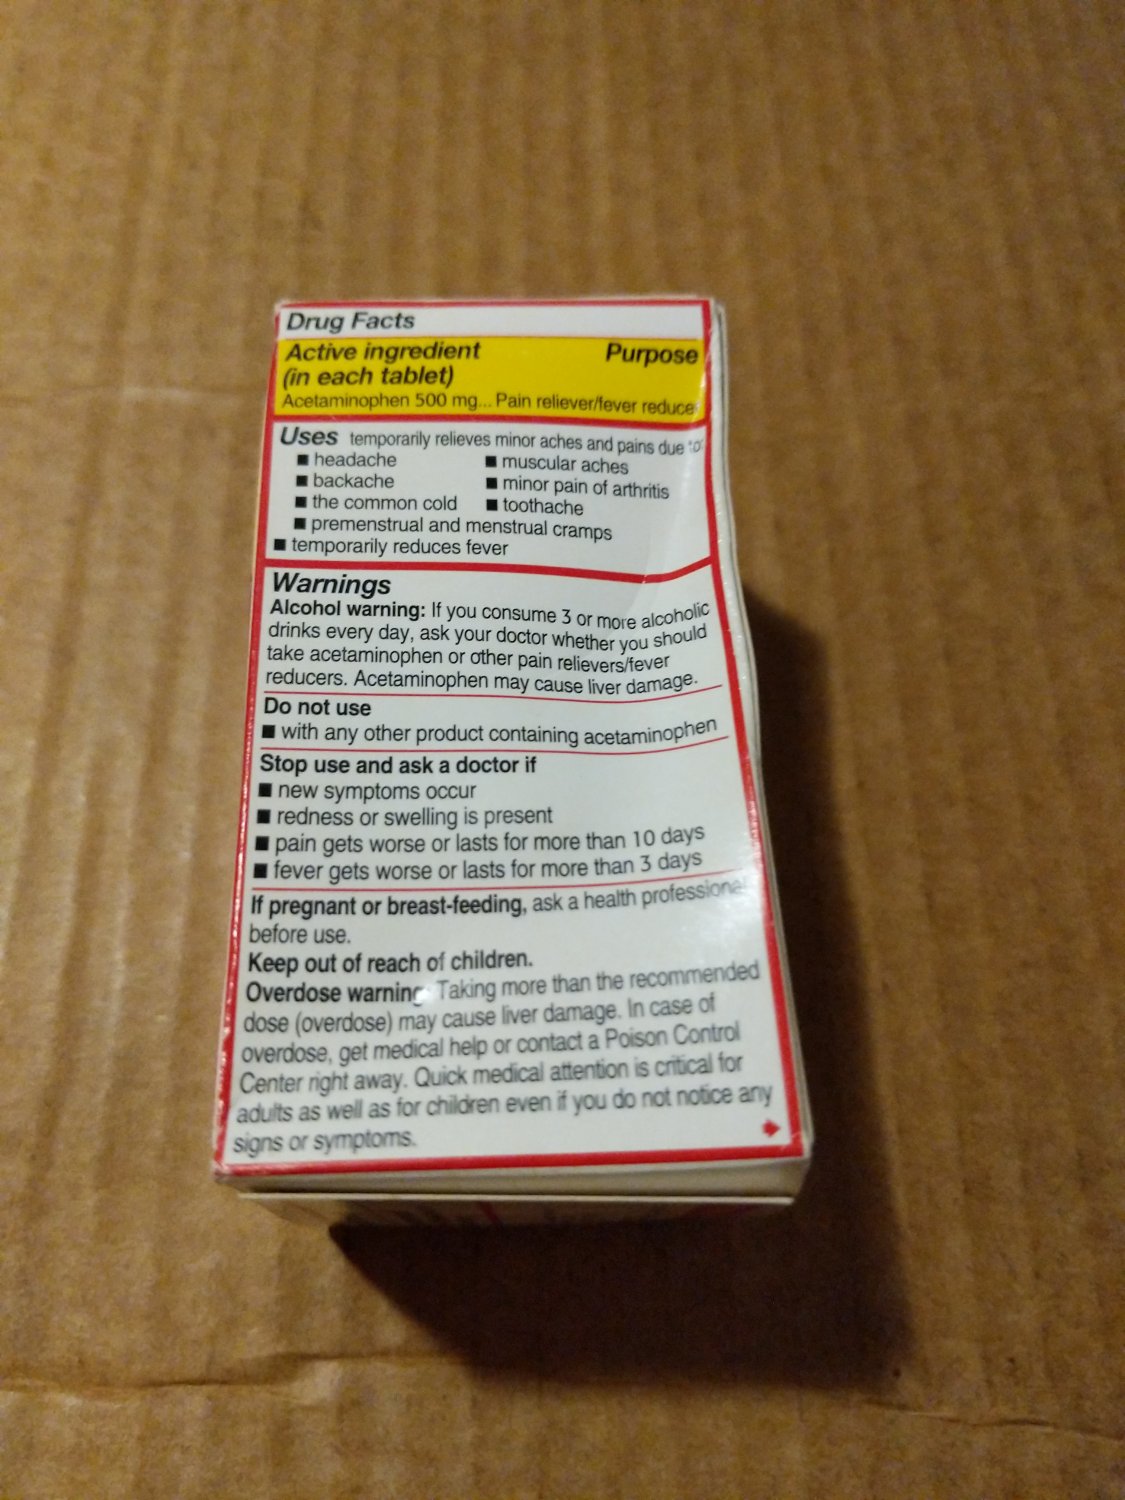 Drug Facts
Active ingredient Purpose
(in each tablet)
Acetaminophen 500 mg... Pain reliever/fever reducer
Uses temporarily relieves minor aches and pains due to:
■ headache ■ muscular aches
■ backache ■ minor pain of arthritis
■ the common cold ■ toothache
■ premenstrual and menstrual cramps
■ temporarily reduces fever
Warnings
Alcohol warning: If you consume 3 or more alcoholic
drinks every day, ask your doctor whether you should
take acetaminophen or other pain relievers/fever
reducers. Acetaminophen may cause liver damage.
Do not use
■ with any other product containing acetaminophen
Stop use and ask a doctor if
■ new symptoms occur
■ redness or swelling is present
■ pain gets worse or lasts for more than 10 days
■ fever gets worse or lasts for more than 3 days
If pregnant or breast-feeding, ask a health professional
before use.
Keep out of reach of children.
Overdose warning: Taking more than the recommended
dose (overdose) may cause liver damage. In case of
overdose, get medical help or contact a Poison Control
Center right away. Quick medical attention is critical for
adults as well as for children even if you do not notice any
signs or symptoms.